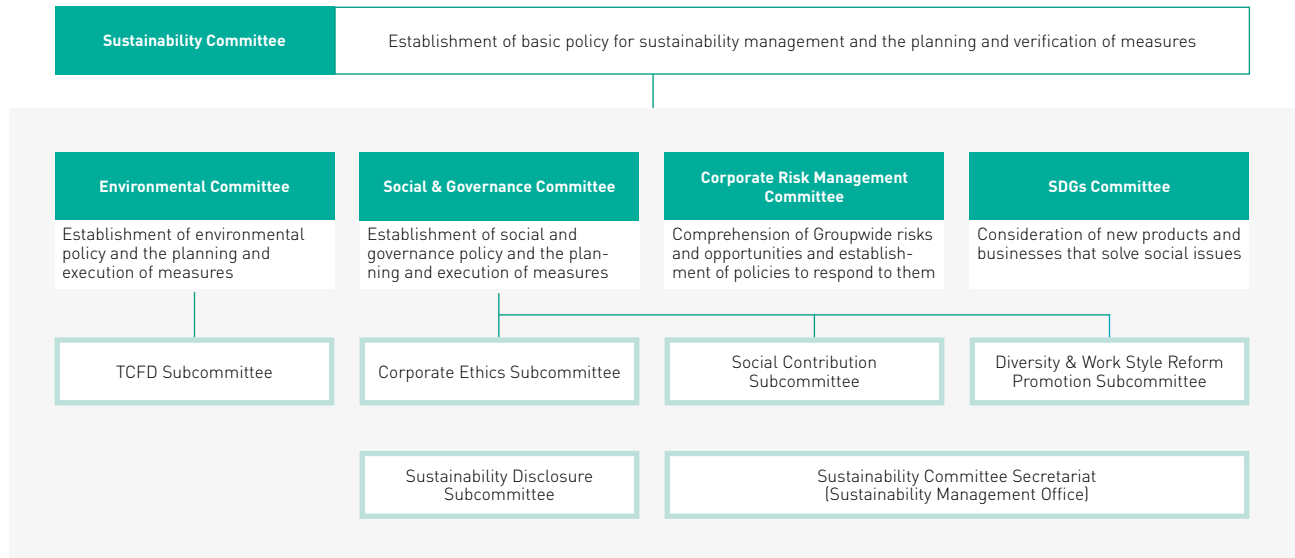 Sustainability Committee
Establishment of basic policy for sustainability management and the planning and verification of measures
Environmental Committee
Establishment of environmental
policy and the planning and
execution of measures
Social & Governance Committee
Establishment of social and
governance policy and the plan-
ning and execution of measures
Corporate Risk Management
Committee
Comprehension of Groupwide risks
and opportunities and establish-
ment of policies to respond to them
SDGs Committee
Consideration of new products and
businesses that solve social issues
TCFD Subcommittee
Corporate Ethics Subcommittee
Social Contribution
Subcommittee
Diversity & Work Style Reform
Promotion Subcommittee
Sustainability Disclosure
Subcommittee
Sustainability Committee Secretariat
(Sustainability Management Office)